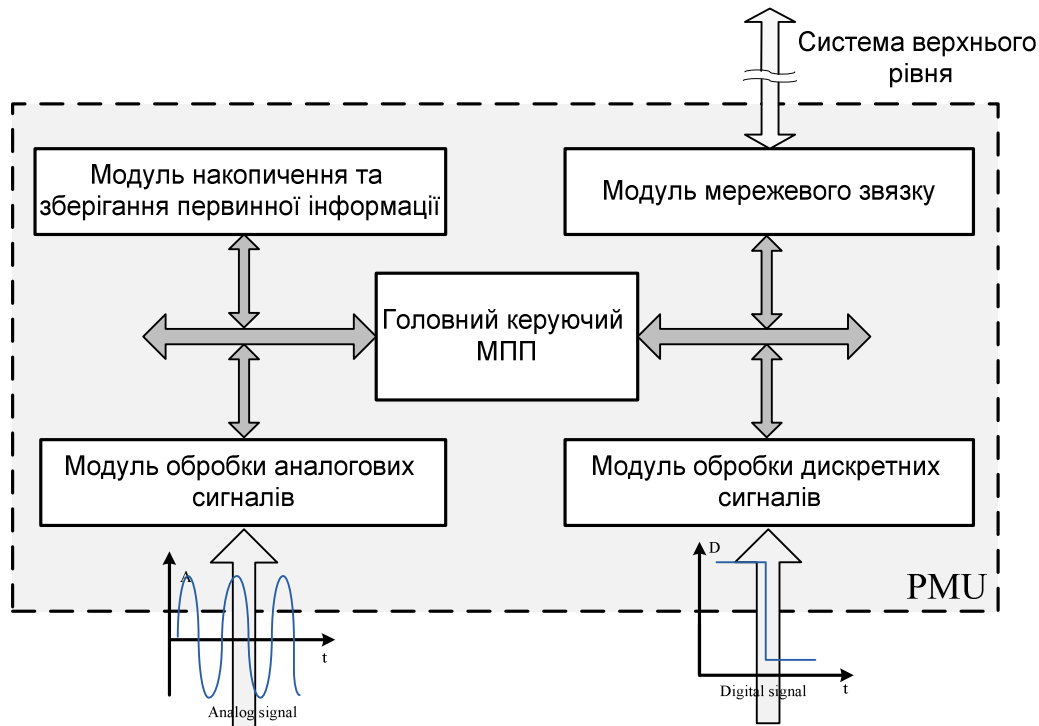 Система верхнього
рівня
Модуль накопичення та
зберігання первинної інформації
Модуль мережевого звязку
Головний керуючий
МПП
Модуль обробки аналогових
сигналів
Модуль обробки дискретних
сигналів
A
t
Analog signal
D
t
Digital signal
PMU